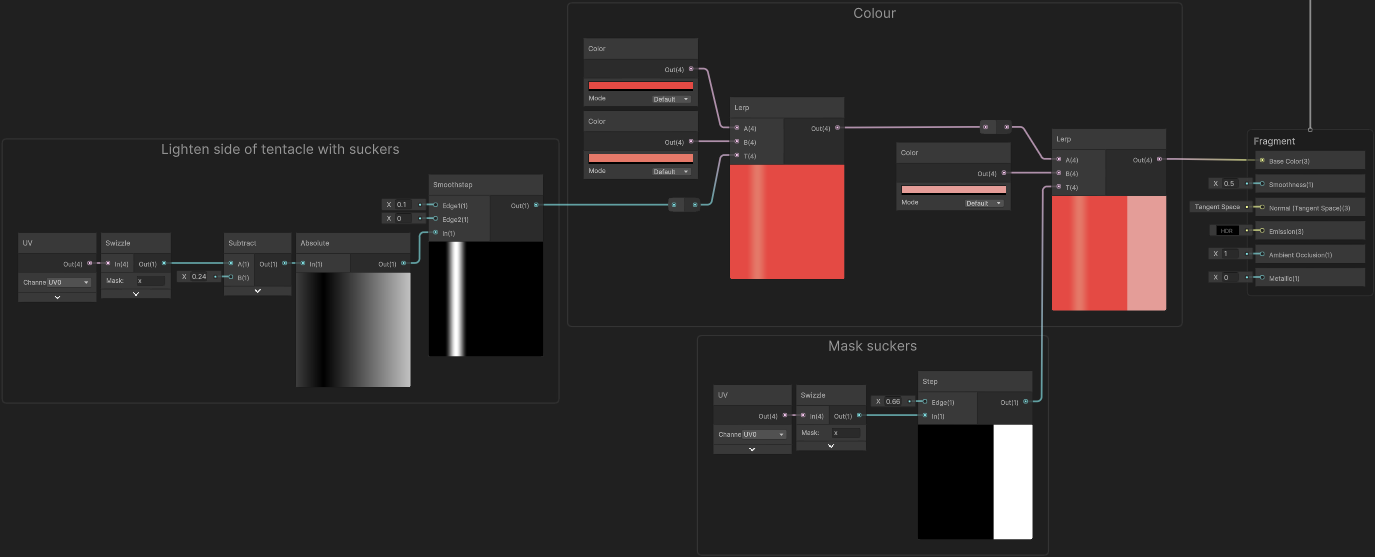 Colour
Color
Out(4)
Mode Default
Color
Out(4)
Mode Default
Lerp
A(4) Out(4)
B(4)
T(4)
Color
Out(4)
Mode Default
Lerp
A(4) Out(4)
B(4)
T(4)
Fragment
Base Color(3)
X 0.5 Smoothness(1)
Tangent Space Normal (Tangent Space)(3)
HDR Emission(3)
X 1 Ambient Occlusion(1)
X 0 Metallic(1)
Lighten side of tentacle with suckers
UV
Out(4)
Channe UV0
Swizzle
In(4) Out(1)
Mask: x
Subtract
A(1) Out(1)
X 0.24 B(1)
Absolute
In(1) Out(1)
Smoothstep
X 0.1 Edge1(1) Out(1)
X 0 Edge2(1)
In(1)
Mask suckers
UV
Out(4)
Channe UV0
Swizzle
In(4) Out(1)
Mask: x
Step
X 0.66 Edge(1) Out(1)
In(1)